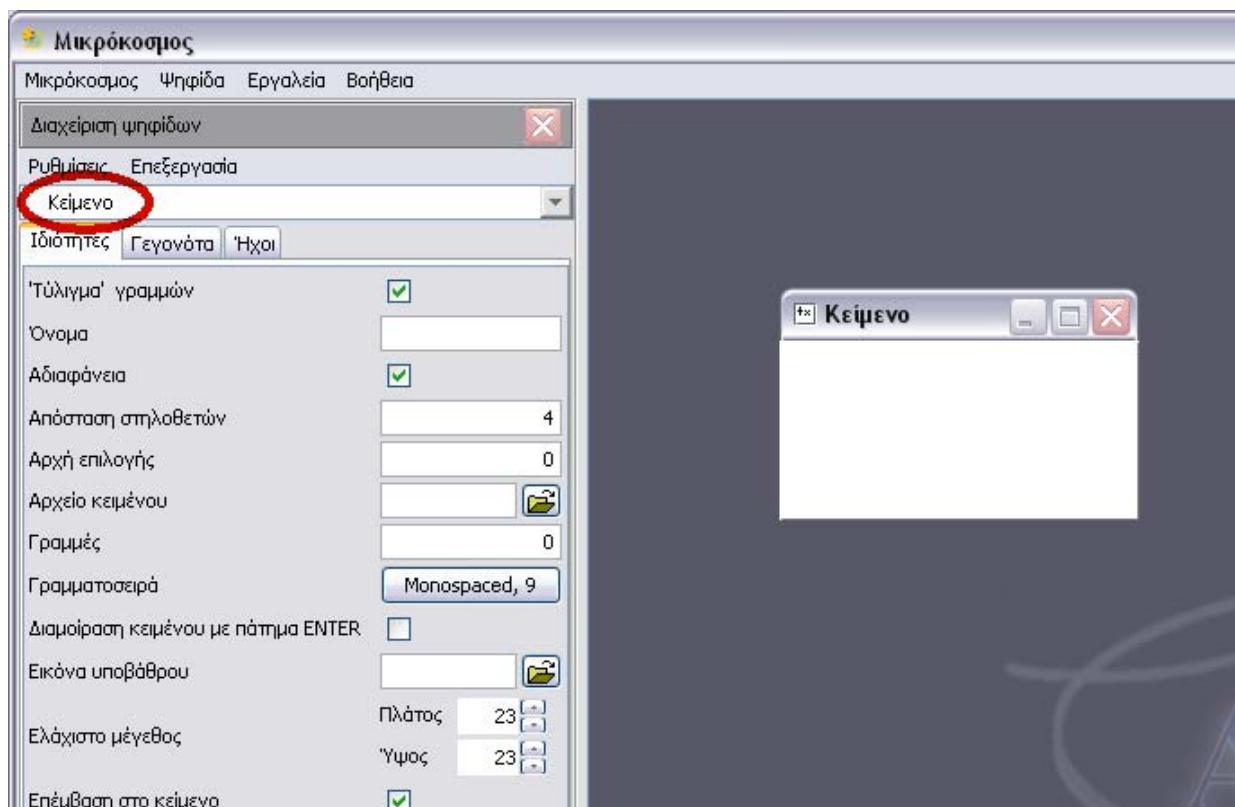 Μικρόκοσμος
Μικρόκοσμος Ψηφίδα Εργαλεία Βοήθεια
Διαχείριση ψηφίδων
Ρυθμίσεις Επεξεργασία
Κείμενο
Ιδιότητες Γεγονότα Ήχοι
'Τύλιγμα' γραμμών
Όνομα
Αδιαφάνεια
Απόσταση στηλοθετών 4
Αρχή επιλογής 0
Αρχείο κειμένου
Γραμμές 0
Γραμματοσειρά Monospaced, 9
Διαμοίραση κειμένου με πάτημα ENTER
Εικόνα υποβάθρου
Ελάχιστο μέγεθος
Πλάτος 23
Ύψος 23
Επέμβαση στο κείμενο
Κείμενο